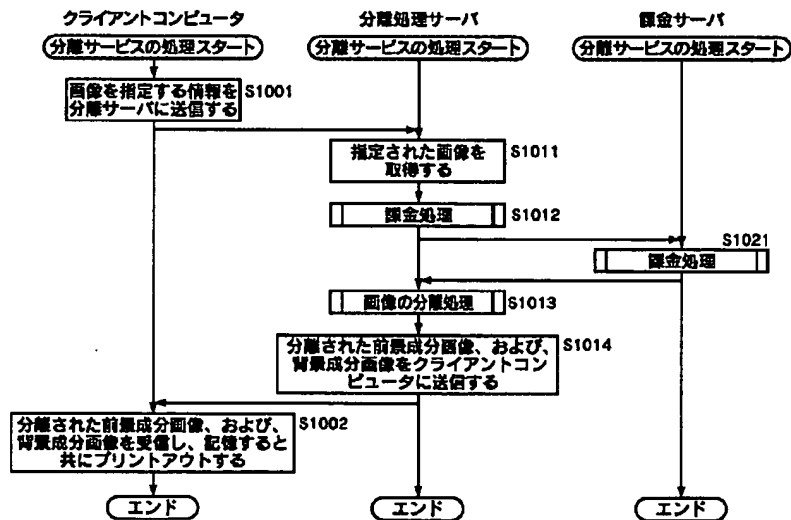 クライアントコンピュータ
分離処理サーバ
課金サーバ
分離サービスの処理スタート
分離サービスの処理スタート
分離サービスの処理スタート
画像を指定する情報を
分離サーバに送信する
S1001
指定された画像を
取得する
S1011
課金処理
S1012
S1021
課金処理
画像の分離処理
S1013
分離された前景成分画像、および、
背景成分画像をクライアントコン
ピュータに送信する
S1014
分離された前景成分画像、および、
背景成分画像を受信し、記憶すると
共にプリントアウトする
S1002
エンド
エンド
エンド